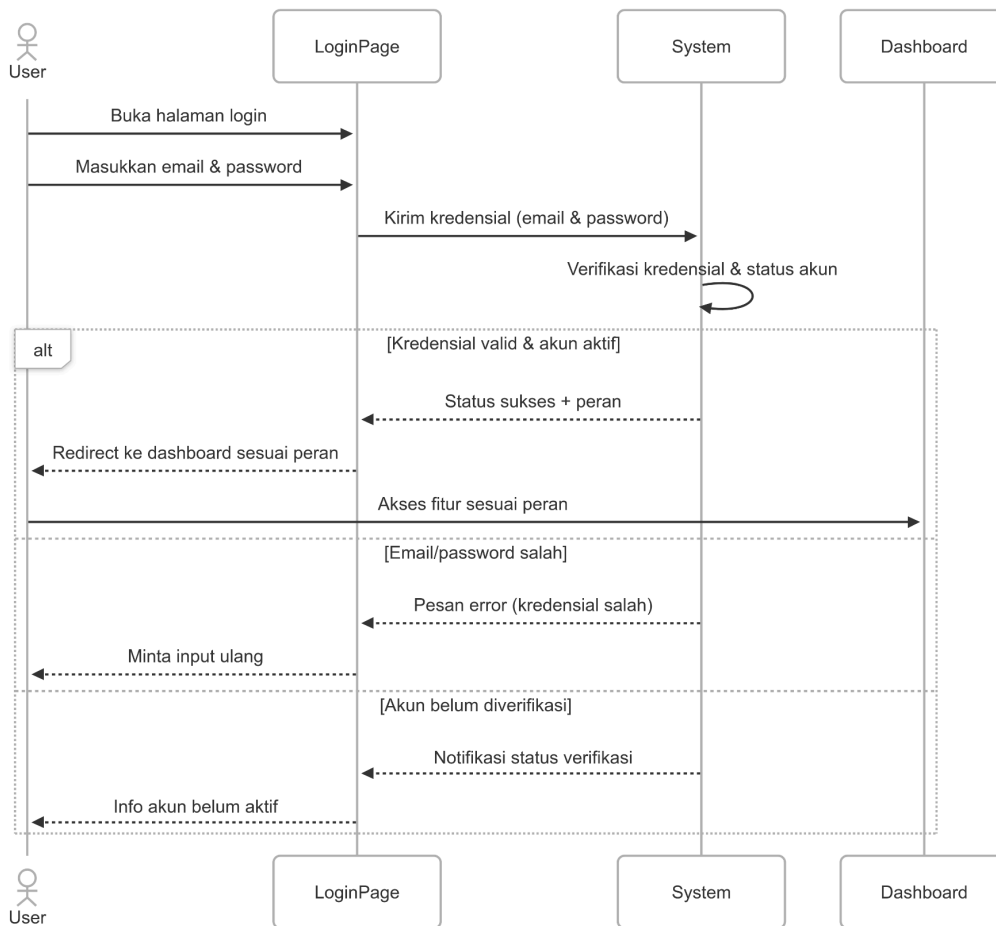 User
LoginPage
System
Dashboard
Buka halaman login
Masukkan email & password
Kirim kredensial (email & password)
Verifikasi kredensial & status akun
alt
[Kredensial valid & akun aktif]
Status sukses + peran
Redirect ke dashboard sesuai peran
Akses fitur sesuai peran
[Email/password salah]
Pesan error (kredensial salah)
Minta input ulang
[Akun belum diverifikasi]
Notifikasi status verifikasi
Info akun belum aktif
User
LoginPage
System
Dashboard